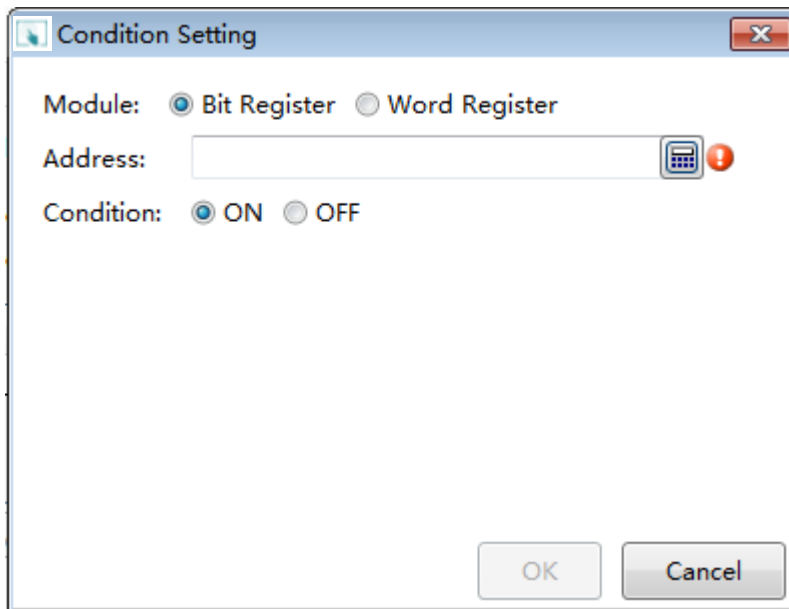 Condition Setting
Module: Bit Register Word Register
Address:
Condition: ON OFF
OK Cancel